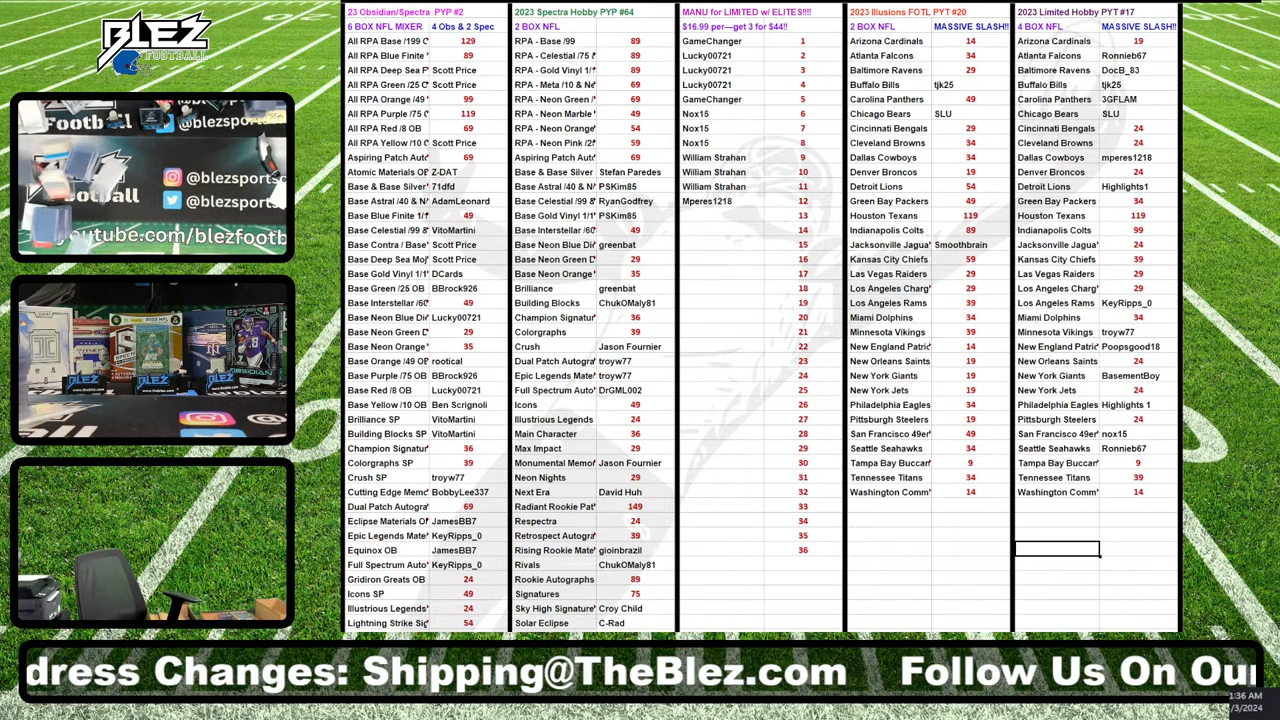 BLEZ
FOOTBALL
Football
@blezspo
@blezsports
@blezsports
youtube.com/blezfootb
BLEZ
OBSIDIAN
23 Obsidian/Spectra PYP #2
6 BOX NFL MIXER 4 Obs & 2 Spec
All RPA Base /199 129
All RPA Blue Finite 89
All RPA Deep Sea Scott Price
All RPA Green /25 Scott Price
All RPA Orange /49 99
All RPA Purple /75 119
All RPA Red /8 OB 69
All RPA Yellow /10 Scott Price
Aspiring Patch Aut 69
Atomic Materials OB Z-DAT
Base & Base Silver 71dfd
Base Astral /40 & N AdamLeonard
Base Blue Finite 1/ 49
Base Celestial /99 & VitoMartini
Base Contra / Base Scott Price
Base Deep Sea Moj Scott Price
Base Gold Vinyl 1/1 DCards
Base Green /25 OB BBrock926
Base Interstellar /60 49
Base Neon Blue Di Lucky00721
Base Neon Green D 29
Base Neon Orange 35
Base Orange /49 OB rootical
Base Purple /75 OB BBrock926
Base Red /8 OB Lucky00721
Base Yellow /10 OB Ben Scrignoli
Brilliance SP VitoMartini
Building Blocks SP VitoMartini
Champion Signatur 36
Colorgraphs SP 39
Crush SP troyw77
Cutting Edge Memo BobbyLee337
Dual Patch Autogra 69
Eclipse Materials O JamesBB7
Epic Legends Mate KeyRipps_0
Equinox OB JamesBB7
Full Spectrum Auto KeyRipps_0
Gridiron Greats OB 24
Icons SP 49
Illustrious Legends 24
Lightning Strike Sig 54
2023 Spectra Hobby PYP #64
2 BOX NFL
RPA - Base /99 89
RPA - Celestial /75 89
RPA - Gold Vinyl 1/ 89
RPA - Meta /10 & Ne 89
RPA - Neon Green / 69
RPA - Neon Marble 49
RPA - Neon Orange 54
RPA - Neon Pink /2 59
Aspiring Patch Aut 69
Base & Base Silver Stefan Paredes
Base Astral /40 & N PSKim85
Base Celestial /99 & RyanGodfrey
Base Gold Vinyl 1/1 PSKim85
Base Interstellar /60 49
Base Neon Blue Di greenbat
Base Neon Green D 29
Base Neon Orange 35
Brilliance greenbat
Building Blocks ChukOMaly81
Champion Signatur 36
Colorgraphs 39
Crush Jason Fournier
Dual Patch Autogra troyw77
Epic Legends Mate troyw77
Full Spectrum Auto DrGML002
Icons 49
Illustrious Legends 24
Main Character 36
Max Impact 29
Monumental Memo Jason Fournier
Neon Nights 29
Next Era David Huh
Radiant Rookie Pat 149
Respectra 24
Retrospect Autogra 39
Rising Rookie Mate gioinbrazil
Rivals ChukOMaly81
Rookie Autographs 89
Signatures 75
Sky High Signature Croy Child
Solar Eclipse C-Rad
MANU for LIMITED w/ ELITES!!!!
$16.99 per—get 3 for $44!!
GameChanger 1
Lucky00721 2
Lucky00721 3
Lucky00721 4
GameChanger 5
Nox15 6
Nox15 7
Nox15 8
William Strahan 9
William Strahan 10
William Strahan 11
Mperes1218 12
13
14
15
16
17
18
19
20
21
22
23
24
25
26
27
28
29
30
31
32
33
34
35
36
2023 Illusions FOTL PYT #20
2 BOX NFL MASSIVE SLASH!!
Arizona Cardinals 14
Atlanta Falcons 34
Baltimore Ravens 29
Buffalo Bills tjk25
Carolina Panthers 49
Chicago Bears SLU
Cincinnati Bengals 29
Cleveland Browns 34
Dallas Cowboys 34
Denver Broncos 19
Detroit Lions 54
Green Bay Packers 49
Houston Texans 119
Indianapolis Colts 89
Jacksonville Jagua Smoothbrain
Kansas City Chiefs 59
Las Vegas Raiders 29
Los Angeles Charg 29
Los Angeles Rams 39
Miami Dolphins 34
Minnesota Vikings 39
New England Patric 14
New Orleans Saints 19
New York Giants 19
New York Jets 19
Philadelphia Eagles 34
Pittsburgh Steelers 19
San Francisco 49er 49
Seattle Seahawks 34
Tampa Bay Buccan 9
Tennessee Titans 34
Washington Comm 14
2023 Limited Hobby PYT #17
4 BOX NFL MASSIVE SLASH!!
Arizona Cardinals 19
Atlanta Falcons Ronnieb67
Baltimore Ravens DocB_83
Buffalo Bills tjk25
Carolina Panthers 3GFLAM
Chicago Bears SLU
Cincinnati Bengals 24
Cleveland Browns 24
Dallas Cowboys mperes1218
Denver Broncos 24
Detroit Lions Highlights1
Green Bay Packers 34
Houston Texans 119
Indianapolis Colts 99
Jacksonville Jagua 24
Kansas City Chiefs 39
Las Vegas Raiders 29
Los Angeles Charg 29
Los Angeles Rams KeyRipps_0
Miami Dolphins 34
Minnesota Vikings troyw77
New England Patric Poopsgood18
New Orleans Saints 24
New York Giants BasementBoy
New York Jets 24
Philadelphia Eagles Highlights 1
Pittsburgh Steelers 24
San Francisco 49er nox15
Seattle Seahawks Ronnieb67
Tampa Bay Buccan 9
Tennessee Titans 39
Washington Comm 14
dress Changes: Shipping@TheBlez.com Follow Us On Our
1:36 AM
/3/2024